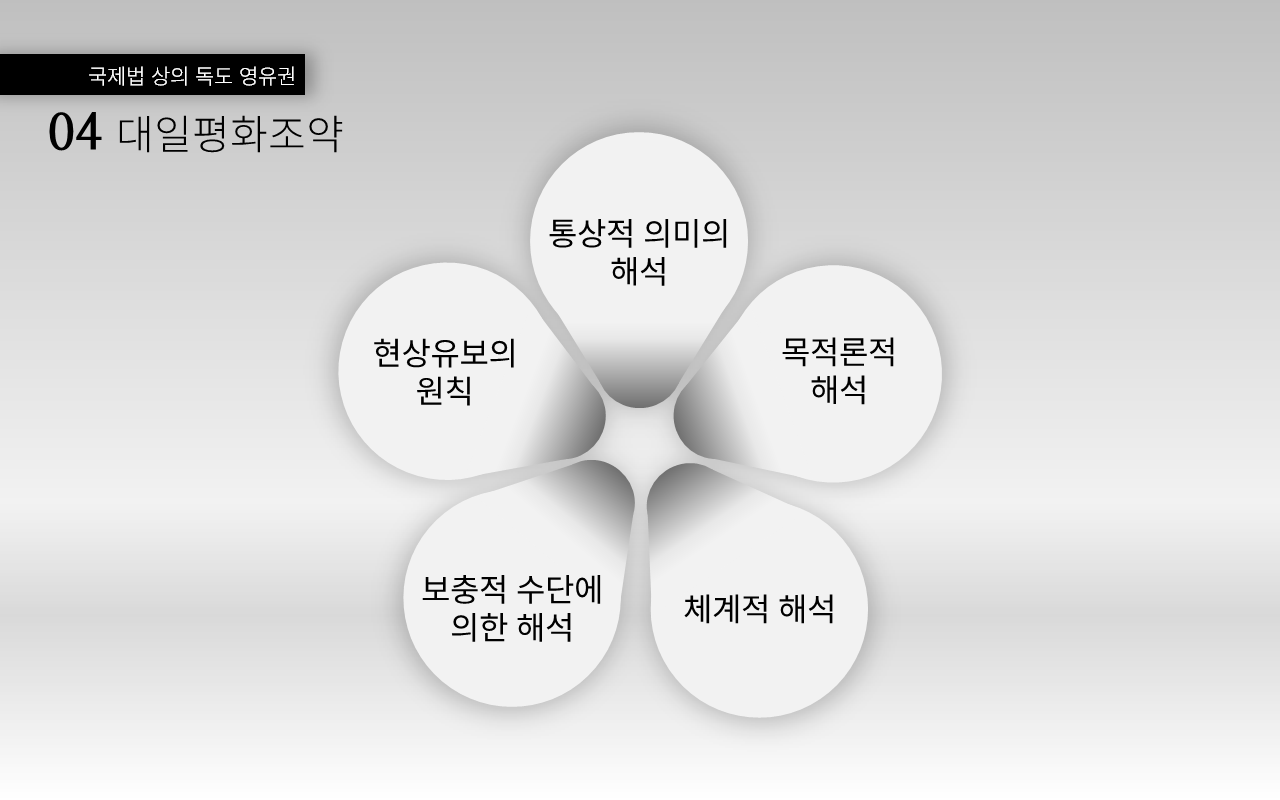 국제법 상의 독도 영유권
04 대일평화조약
통상적 의미의
해석
현상유보의
원칙
목적론적
해석
보충적 수단에
의한 해석
체계적 해석